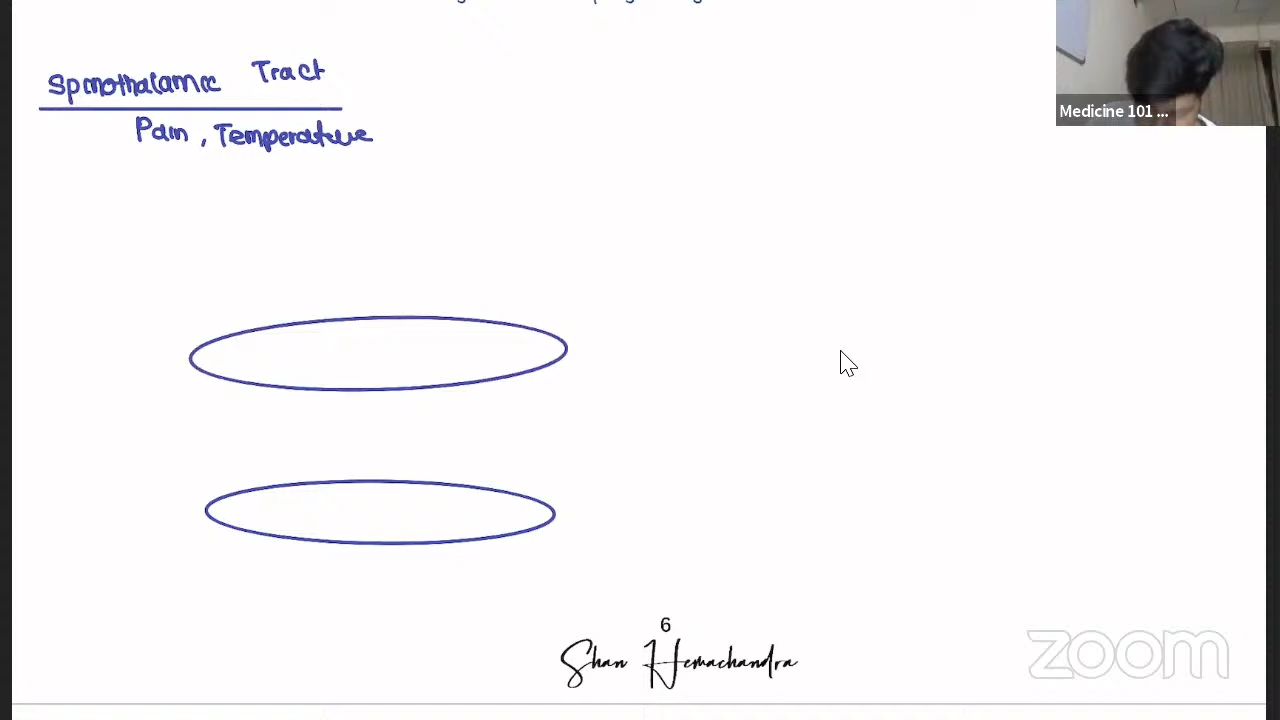 Spinothalamic Tract
Pain, Temperature
Medicine 101 ...
6
Shan Hemachandra
zoom